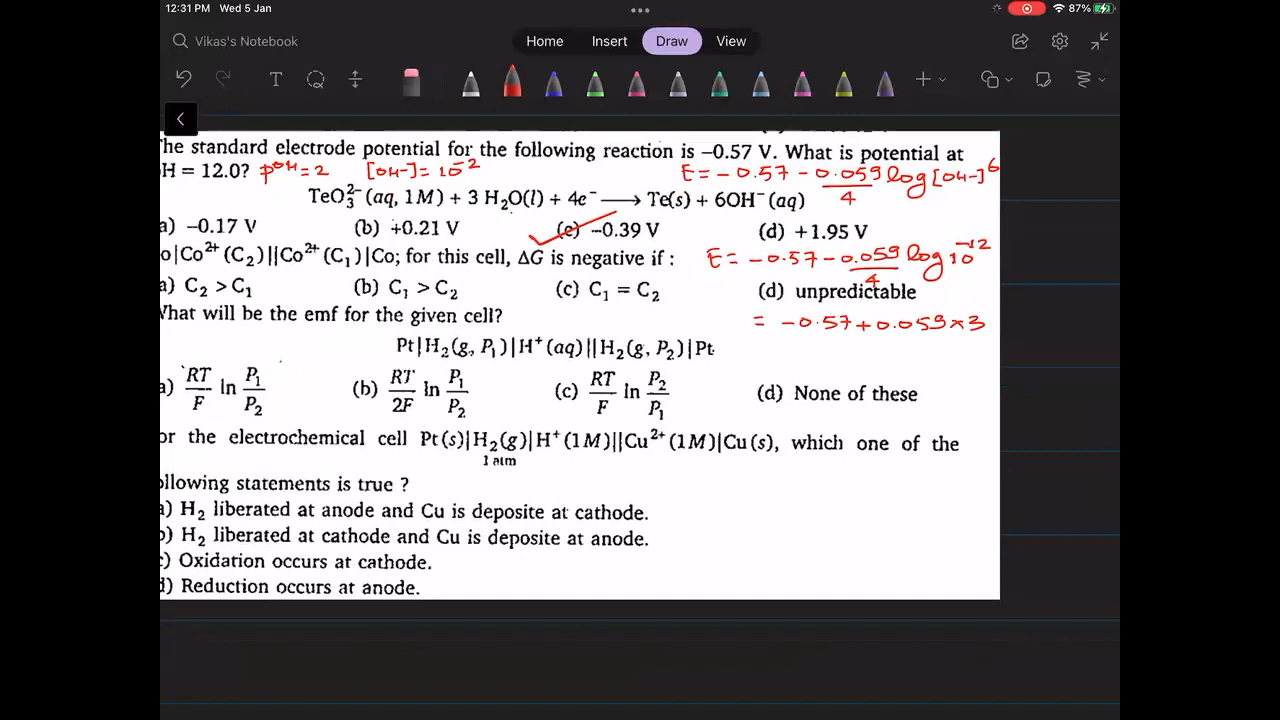 12:31 PM Wed 5 Jan
87%
Vikas's Notebook
Home Insert Draw View
The standard electrode potential for the following reaction is –0.57 V. What is potential at
pH = 12.0? pOH = 2 [OH-] = 10^-2 E = -0.57 - 0.059/4 log [OH-]^6
TeO₃²⁻(aq, 1M) + 3 H₂O(l) + 4e⁻ ⟶ Te(s) + 6OH⁻(aq)
a) –0.17 V (b) +0.21 V (c) –0.39 V (d) +1.95 V
Co|Co²⁺(C₂)||Co²⁺(C₁)|Co; for this cell, ΔG is negative if : E = -0.57 - 0.059/4 log 10^-12
a) C₂ > C₁ (b) C₁ > C₂ (c) C₁ = C₂ (d) unpredictable
What will be the emf for the given cell? = -0.57 + 0.059 × 3
Pt|H₂(g, P₁)|H⁺(aq)||H₂(g, P₂)|Pt
a) RT/F ln P₁/P₂ (b) RT/2F ln P₁/P₂ (c) RT/F ln P₂/P₁ (d) None of these
or the electrochemical cell Pt(s)|H₂(g)|H⁺(1M)||Cu²⁺(1M)|Cu(s), which one of the
1 atm
ollowing statements is true ?
a) H₂ liberated at anode and Cu is deposite at cathode.
b) H₂ liberated at cathode and Cu is deposite at anode.
c) Oxidation occurs at cathode.
d) Reduction occurs at anode.